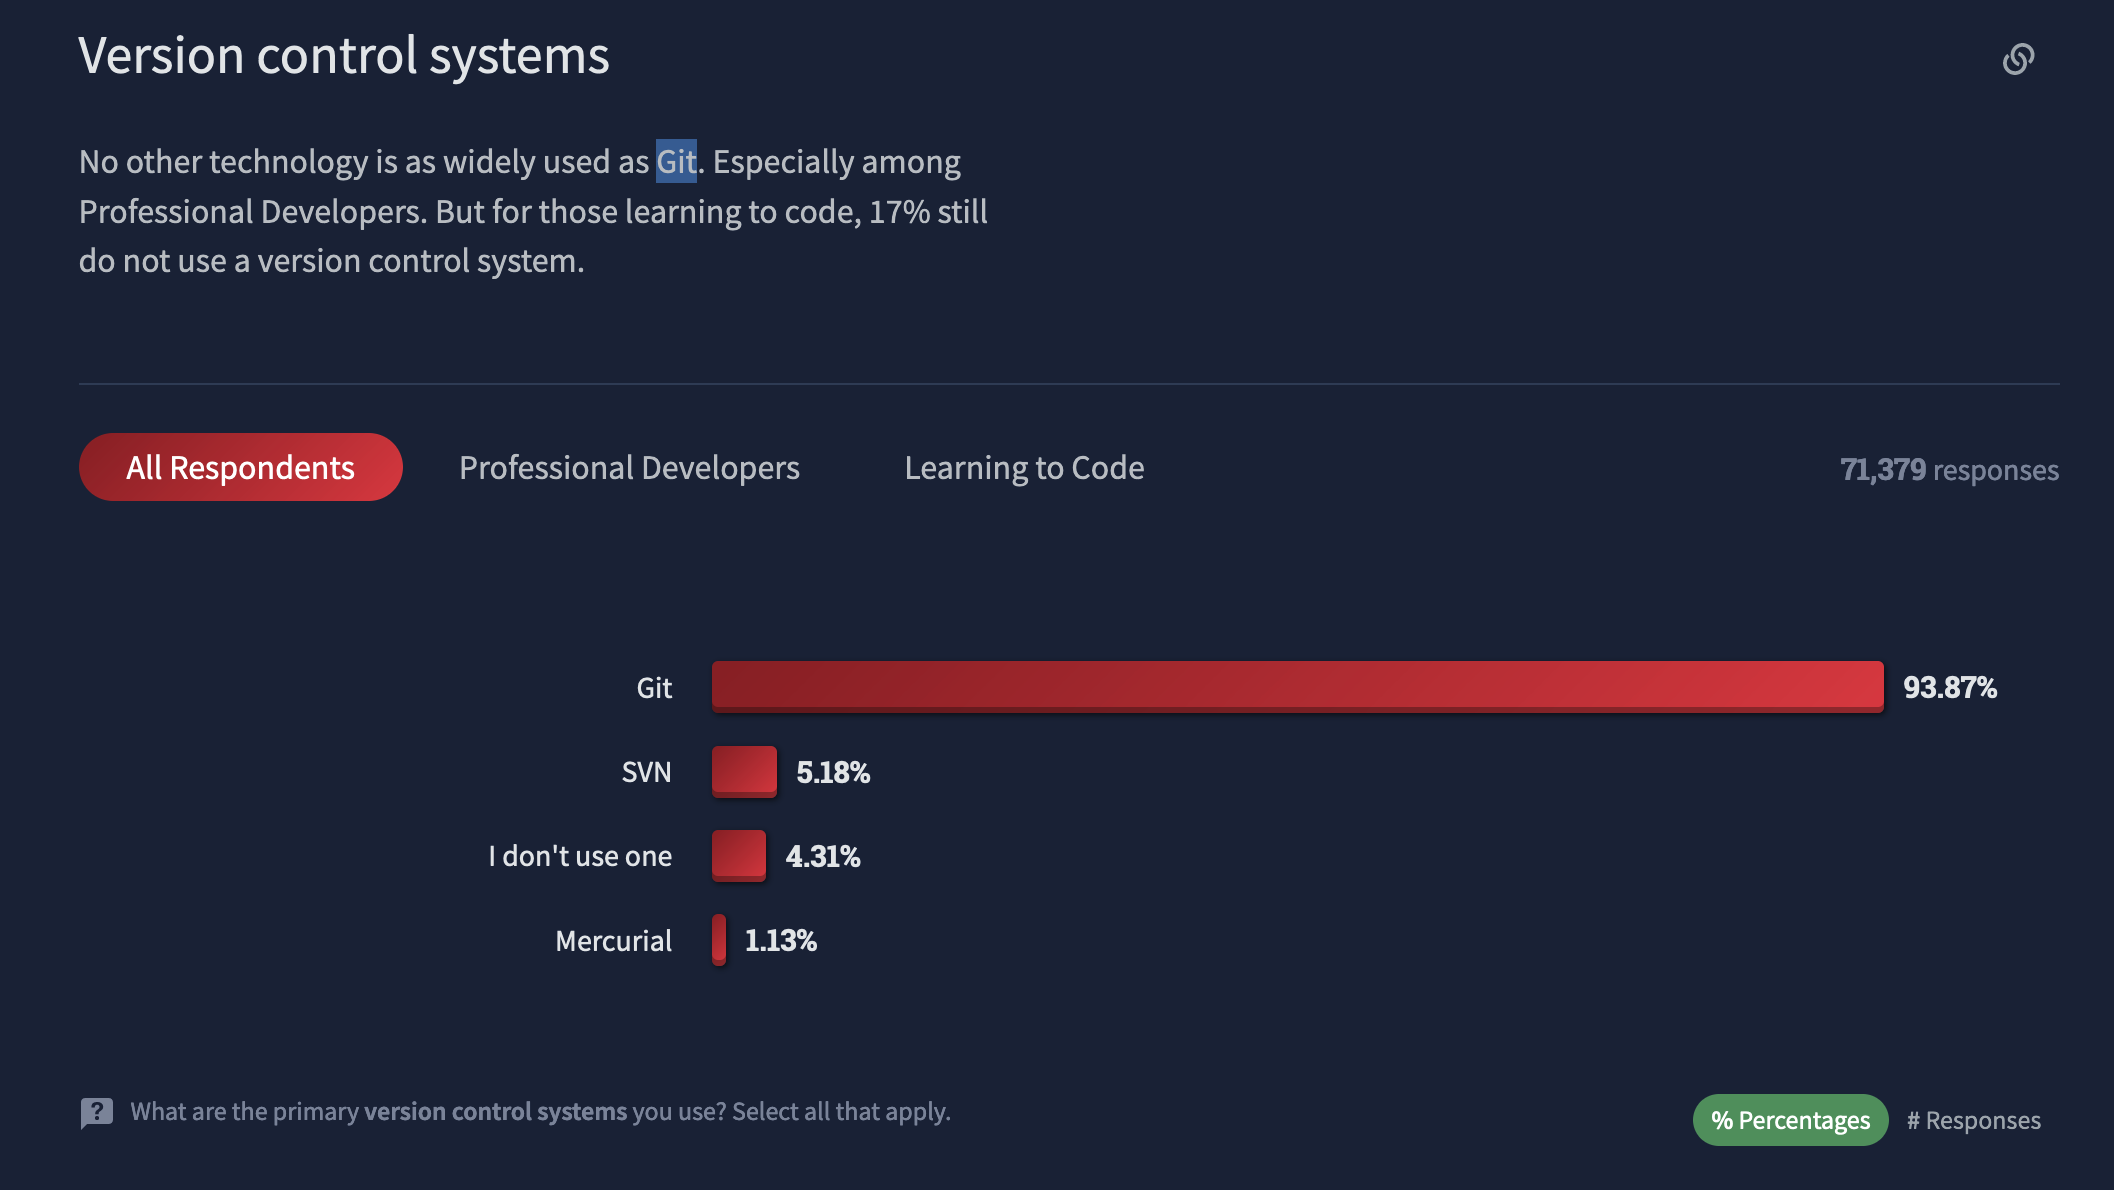 Version control systems
No other technology is as widely used as Git. Especially among
Professional Developers. But for those learning to code, 17% still
do not use a version control system.
All Respondents
Professional Developers
Learning to Code
71,379 responses
Git
93.87%
SVN
5.18%
I don't use one
4.31%
Mercurial
1.13%
? What are the primary version control systems you use? Select all that apply.
% Percentages
# Responses